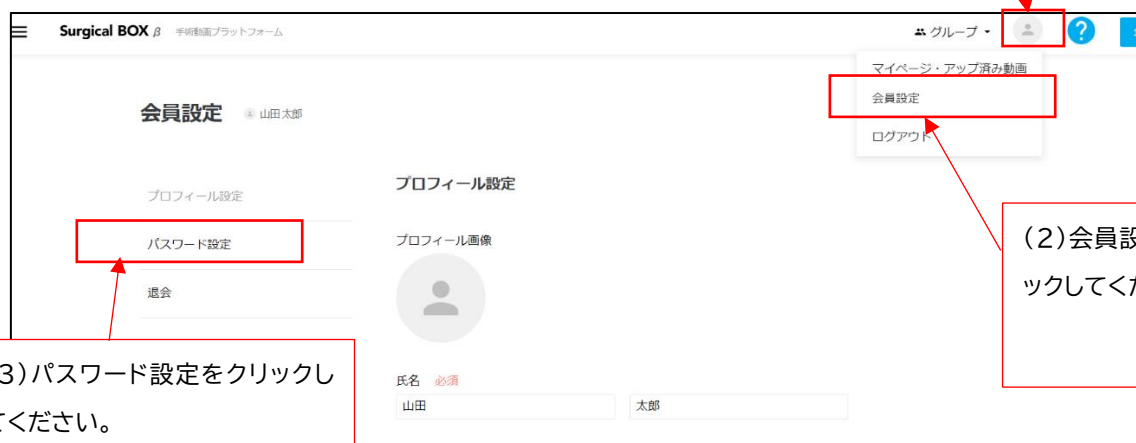 Surgical BOX β 手術動画プラットフォーム
グループ
?
マイページ・アップ済み動画
会員設定
ログアウト
会員設定 山田太郎
プロフィール設定
パスワード設定
退会
プロフィール設定
プロフィール画像
氏名 必須
山田 太郎
(2)会員設
ックしてくだ
3)パスワード設定をクリックし
てください。